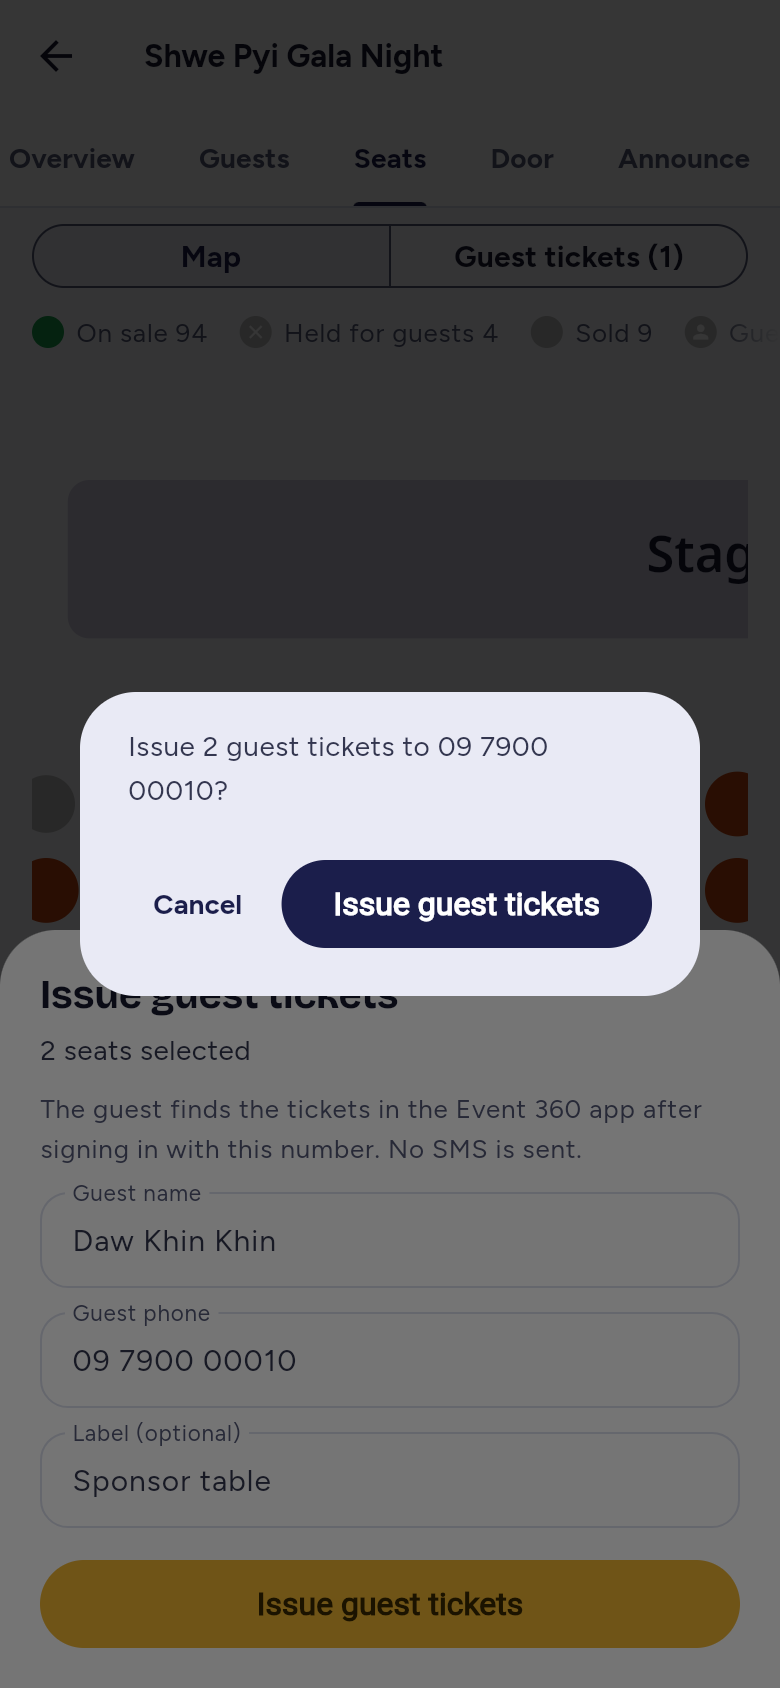 Shwe Pyi Gala Night
Overview Guests Seats Door Announce
Map Guest tickets (1)
On sale 94 Held for guests 4 Sold 9
Issue 2 guest tickets to 09 7900
00010?
Cancel Issue guest tickets
Issue guest tickets
2 seats selected
The guest finds the tickets in the Event 360 app after
signing in with this number. No SMS is sent.
Guest name
Daw Khin Khin
Guest phone
09 7900 00010
Label (optional)
Sponsor table
Issue guest tickets